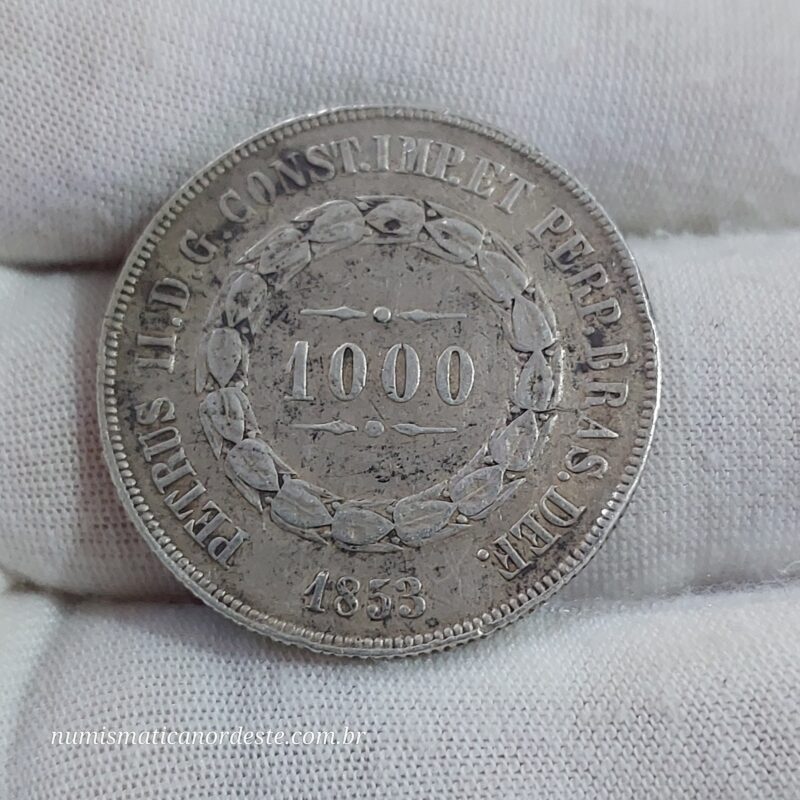 PETRUS II.D.G.CONST.IMP.ET PERP.BRAS.DEF.
1000
1853
numismaticanordeste.com.br